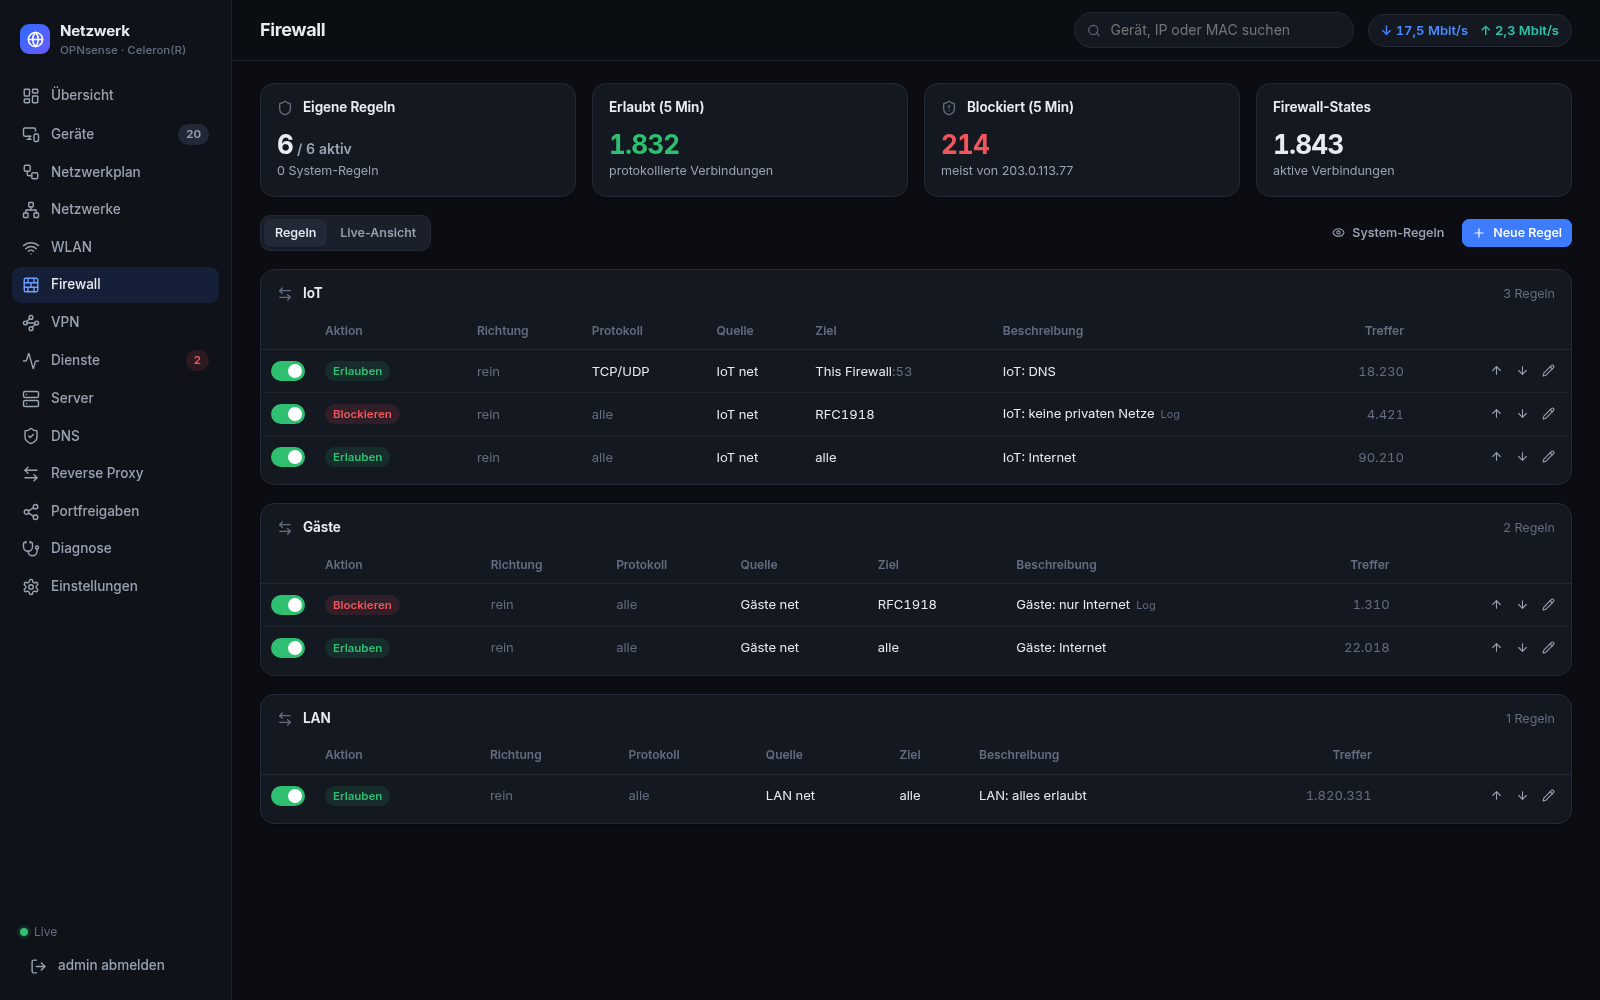 Netzwerk
OPNsense · Celeron(R)
Übersicht
Geräte 20
Netzwerkplan
Netzwerke
WLAN
Firewall
VPN
Dienste 2
Server
DNS
Reverse Proxy
Portfreigaben
Diagnose
Einstellungen
Live
admin abmelden
Firewall
Gerät, IP oder MAC suchen
↓ 17,5 Mbit/s ↑ 2,3 Mbit/s
Eigene Regeln
6 / 6 aktiv
0 System-Regeln
Erlaubt (5 Min)
1.832
protokollierte Verbindungen
Blockiert (5 Min)
214
meist von 203.0.113.77
Firewall-States
1.843
aktive Verbindungen
Regeln Live-Ansicht
System-Regeln
+ Neue Regel
IoT 3 Regeln
Aktion Richtung Protokoll Quelle Ziel Beschreibung Treffer
Erlauben rein TCP/UDP IoT net This Firewall:53 IoT: DNS 18.230
Blockieren rein alle IoT net RFC1918 IoT: keine privaten Netze Log 4.421
Erlauben rein alle IoT net alle IoT: Internet 90.210
Gäste 2 Regeln
Aktion Richtung Protokoll Quelle Ziel Beschreibung Treffer
Blockieren rein alle Gäste net RFC1918 Gäste: nur Internet Log 1.310
Erlauben rein alle Gäste net alle Gäste: Internet 22.018
LAN 1 Regeln
Aktion Richtung Protokoll Quelle Ziel Beschreibung Treffer
Erlauben rein alle LAN net alle LAN: alles erlaubt 1.820.331